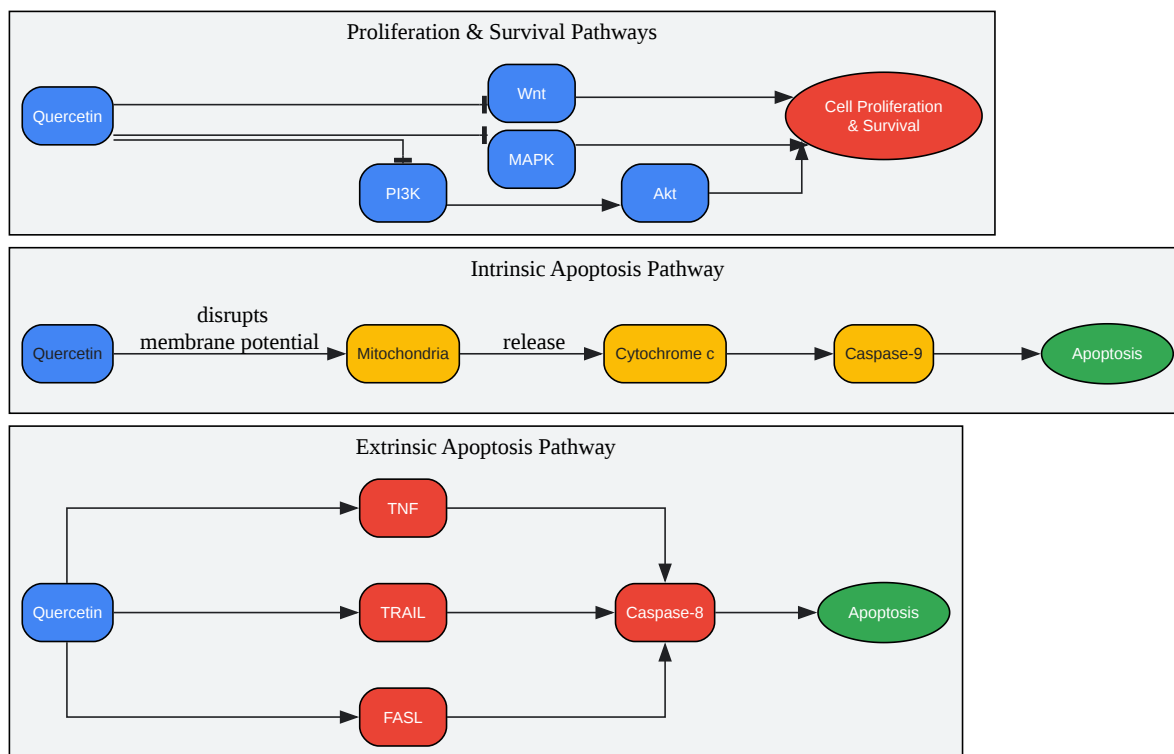 Proliferation & Survival Pathways
Quercetin
Wnt
MAPK
PI3K
Akt
Cell Proliferation
& Survival
Intrinsic Apoptosis Pathway
Quercetin
disrupts
membrane potential
Mitochondria
release
Cytochrome c
Caspase-9
Apoptosis
Extrinsic Apoptosis Pathway
Quercetin
TNF
TRAIL
FASL
Caspase-8
Apoptosis